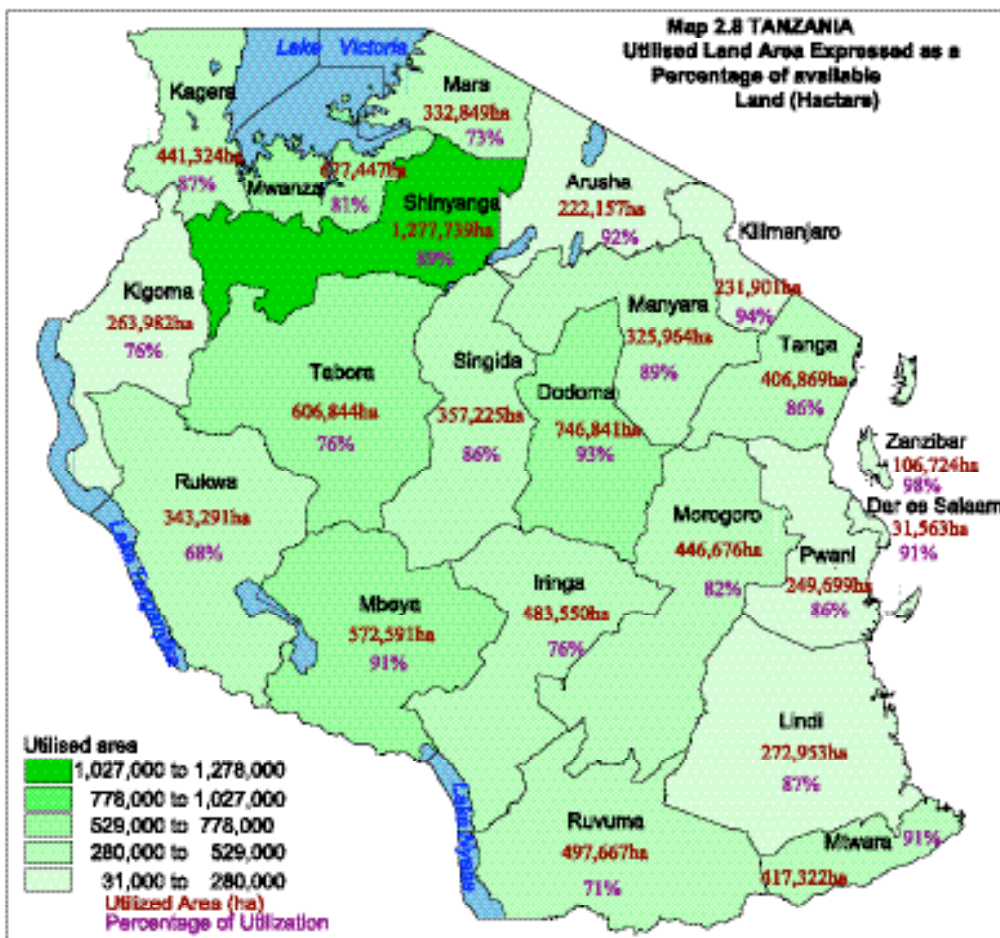 Map 2.8 TANZANIA
Utilised Land Area Expressed as a
Percentage of available
Land (Hactare)
Lake Victoria
Kagera
441,324ha
87%
Mara
332,849ha
73%
Mwanza
677,447ha
81%
Shinyanga
1,277,739ha
89%
Arusha
222,157ha
92%
Kilimanjaro
231,901ha
94%
Kigoma
263,982ha
76%
Manyara
325,964ha
89%
Tanga
406,869ha
86%
Tabora
606,844ha
76%
Singida
357,225ha
86%
Dodoma
746,841ha
93%
Zanzibar
106,724ha
98%
Rukwa
343,291ha
68%
Dar es Salaam
31,563ha
91%
Morogoro
446,676ha
82%
Pwani
249,699ha
86%
Lake Tanganyika
Mbeya
572,591ha
91%
Iringa
483,550ha
76%
Lindi
272,953ha
87%
Lake Nyasa
Ruvuma
497,667ha
71%
Mtwara
91%
417,322ha
Utilised area
1,027,000 to 1,278,000
778,000 to 1,027,000
529,000 to 778,000
280,000 to 529,000
31,000 to 280,000
Utilized Area (ha)
Percentage of Utilization